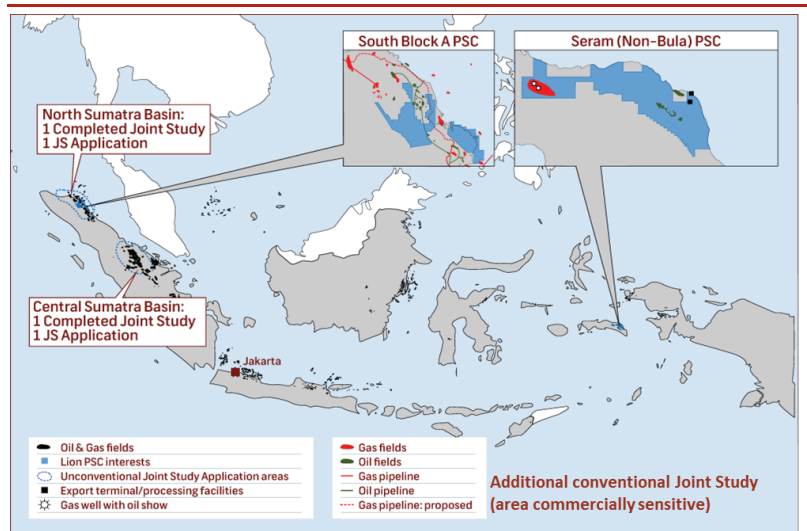 South Block A PSC
Seram (Non-Bula) PSC
North Sumatra Basin:
1 Completed Joint Study
1 JS Application
Central Sumatra Basin:
1 Completed Joint Study
1 JS Application
Jakarta
Oil & Gas fields
Lion PSC interests
Unconventional Joint Study Application areas
Export terminal/processing facilities
Gas well with oil show
Gas fields
Oil fields
Gas pipeline
Oil pipeline
Gas pipeline: proposed
Additional conventional Joint Study
(area commercially sensitive)